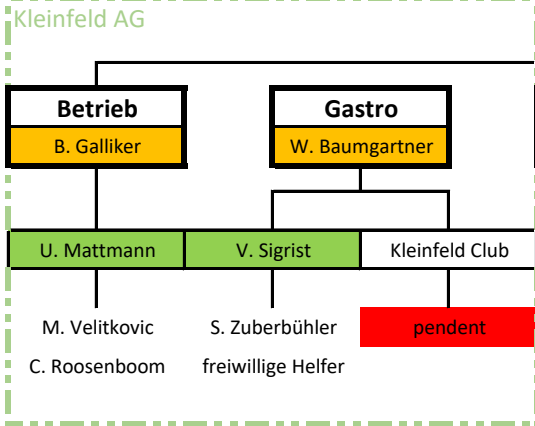 Kleinfeld AG
Betrieb
B. Galliker
Gastro
W. Baumgartner
U. Mattmann
V. Sigrist
Kleinfeld Club
M. Velitkovic
S. Zuberbühler
pendent
C. Roosenboom
freiwillige Helfer